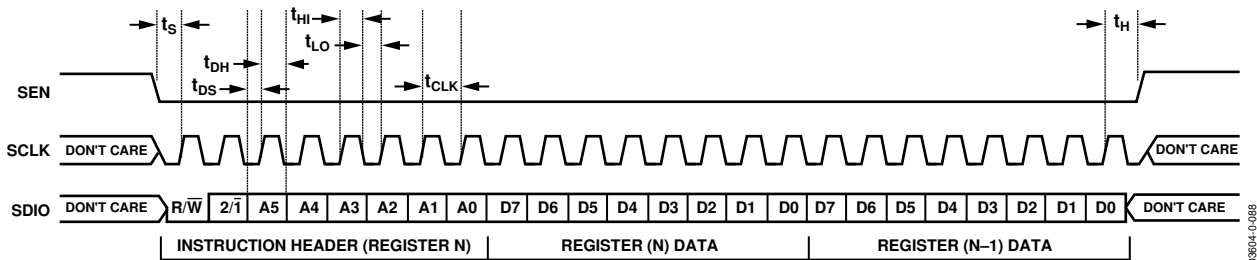 tS tHI tH
tLO
tDH
tDS tCLK
SEN
SCLK DON'T CARE DON'T CARE
SDIO DON'T CARE R/W̅ 2/1̅ A5 A4 A3 A2 A1 A0 D7 D6 D5 D4 D3 D2 D1 D0 D7 D6 D5 D4 D3 D2 D1 D0 DON'T CARE
INSTRUCTION HEADER (REGISTER N) REGISTER (N) DATA REGISTER (N–1) DATA
03604-0-088